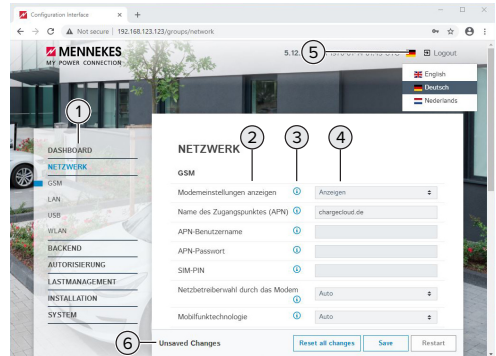 Configuration Interface
Not secure | 192.168.123.123/groups/network
MENNEKES
MY POWER CONNECTION
5.12.
5
Logout
English
Deutsch
Nederlands
1
DASHBOARD
NETZWERK
GSM
LAN
USB
WLAN
BACKEND
AUTORISIERUNG
LASTMANAGEMENT
INSTALLATION
SYSTEM
NETZWERK
2
3
4
GSM
Modemeinstellungen anzeigen
Anzeigen
Name des Zugangspunktes (APN)
chargecloud.de
APN-Benutzername
APN-Passwort
SIM-PIN
Netzbetreiberwahl durch das Modem
Auto
Mobilfunktechnologie
Auto
6
Unsaved Changes
Reset all changes
Save
Restart